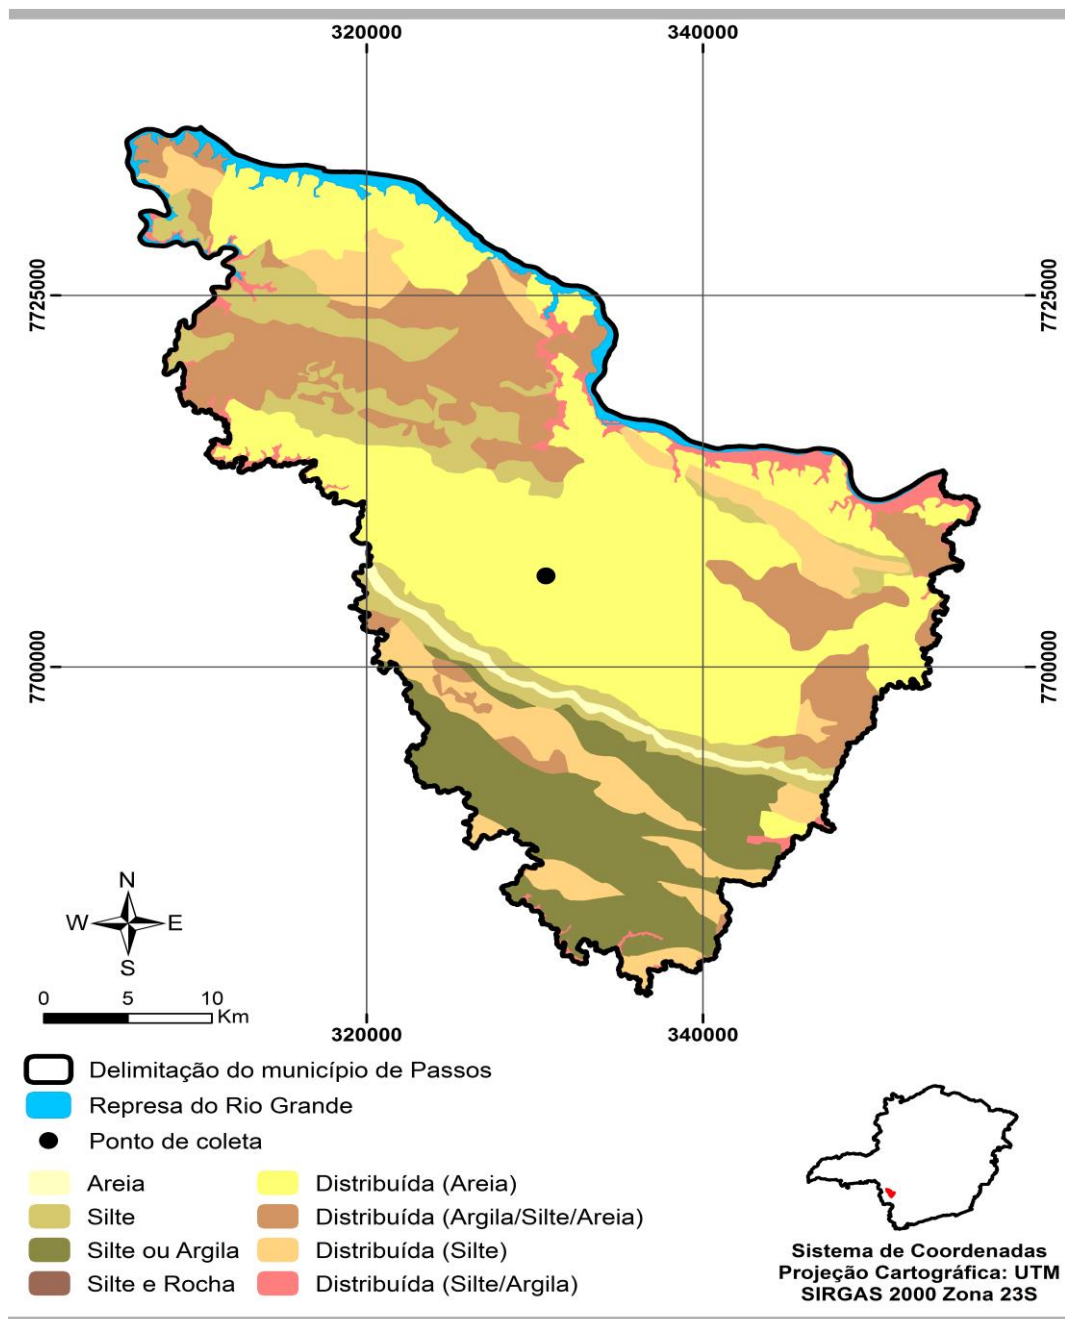 320000 340000
7725000 7725000
7700000 7700000
N
W E
S
0 5 10
Km
320000 340000
Delimitação do município de Passos
Represa do Rio Grande
Ponto de coleta
Areia
Silte
Silte ou Argila
Silte e Rocha
Distribuída (Areia)
Distribuída (Argila/Silte/Areia)
Distribuída (Silte)
Distribuída (Silte/Argila)
Sistema de Coordenadas
Projeção Cartográfica: UTM
SIRGAS 2000 Zona 23S